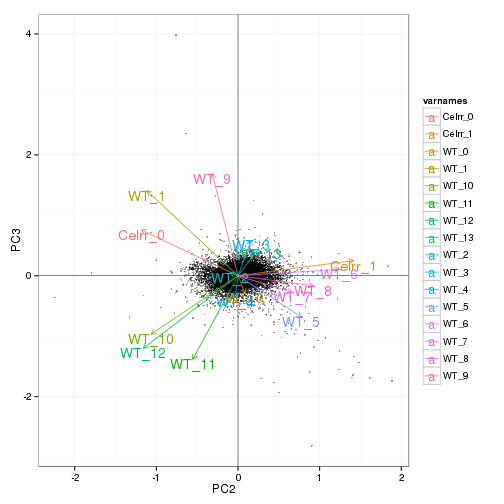 varnames
a Celrr_0
a Celrr_1
a WT_0
a WT_1
a WT_10
a WT_11
a WT_12
a WT_13
a WT_2
a WT_3
a WT_4
a WT_5
a WT_6
a WT_7
a WT_8
a WT_9
4
2
0
-2
PC3
-2
-1
0
1
2
PC2
WT_9
WT_1
Celrr_0
WT_3
Celrr_1
WT_6
WT_8
WT_7
WT_5
WT_10
WT_12
WT_11